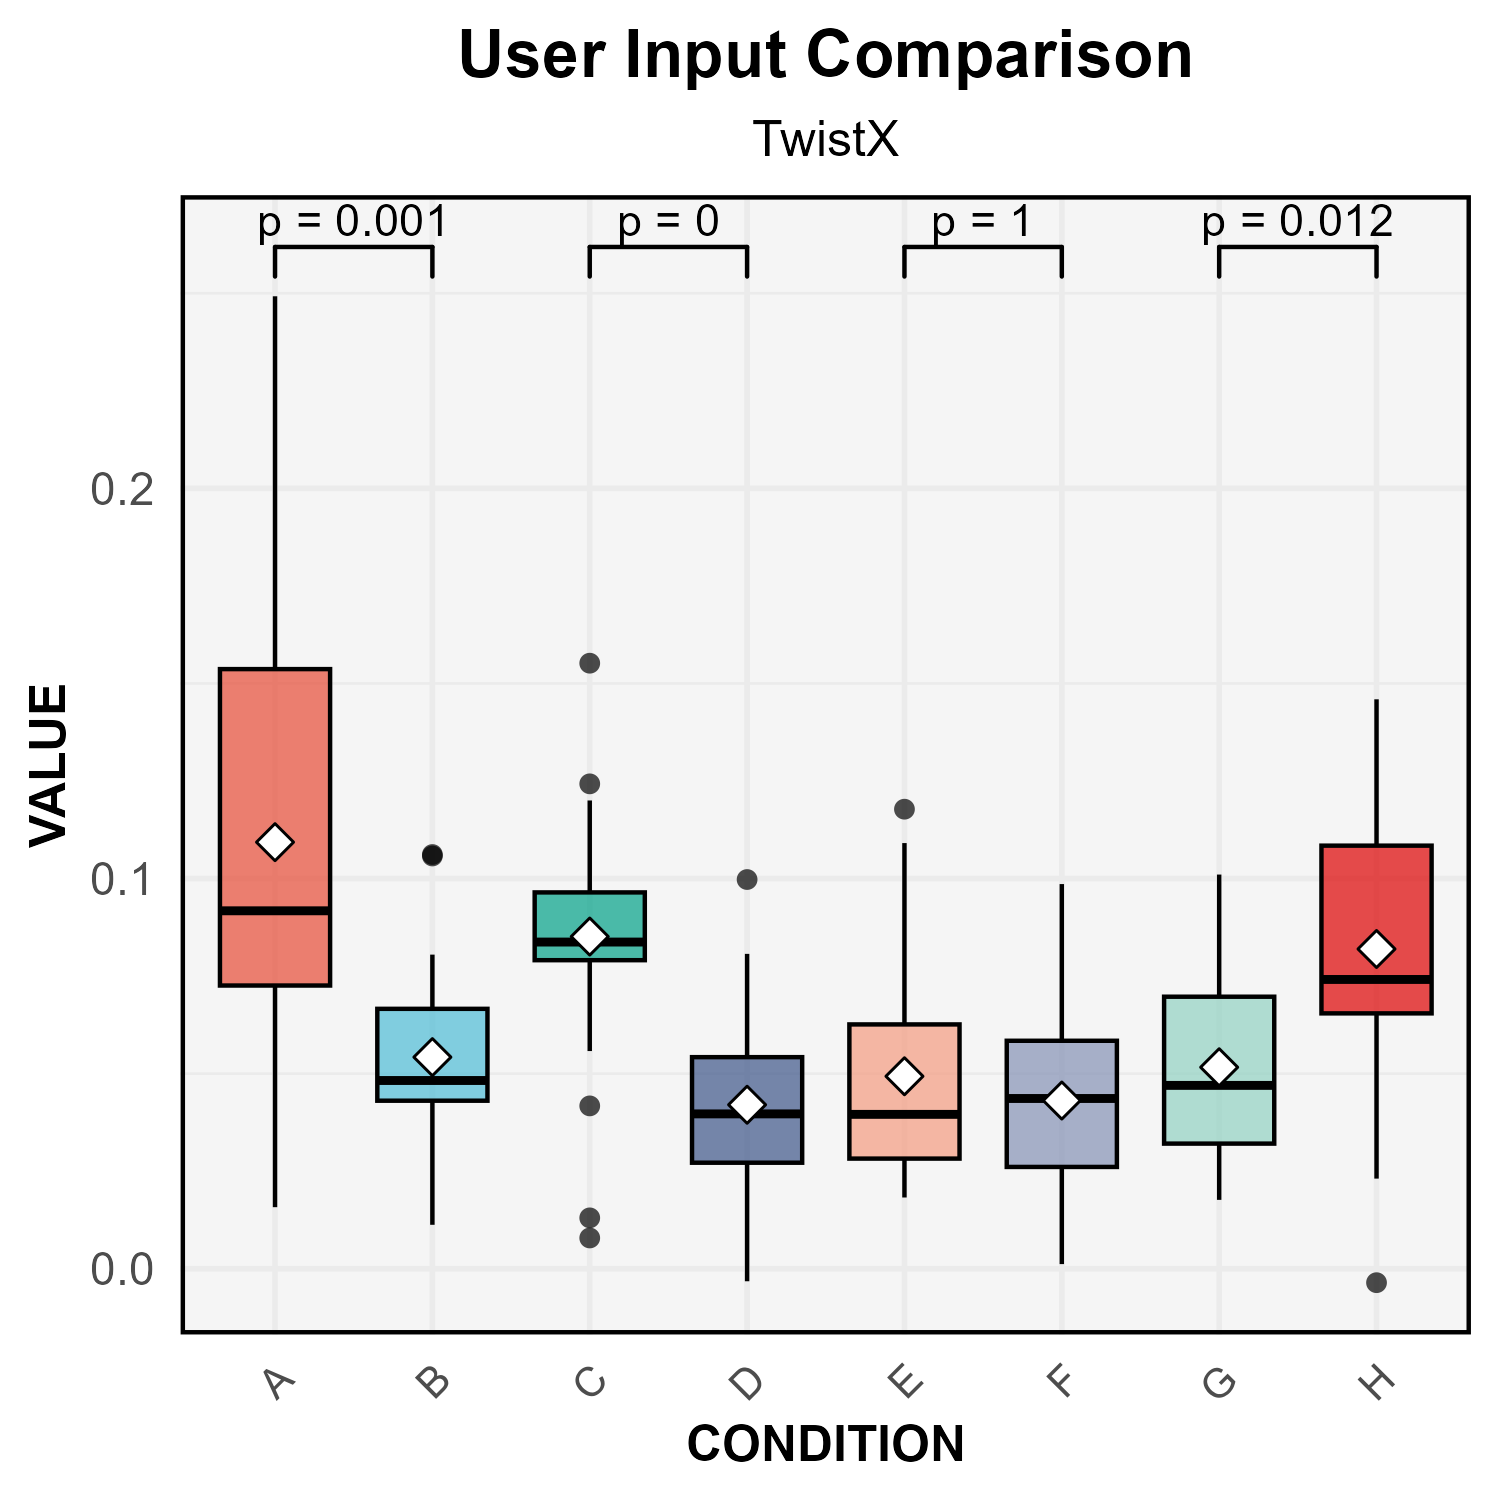 User Input Comparison
TwistX
p = 0.001
p = 0
p = 1
p = 0.012
VALUE
0.2
0.1
0.0
A
B
C
D
E
F
G
H
CONDITION